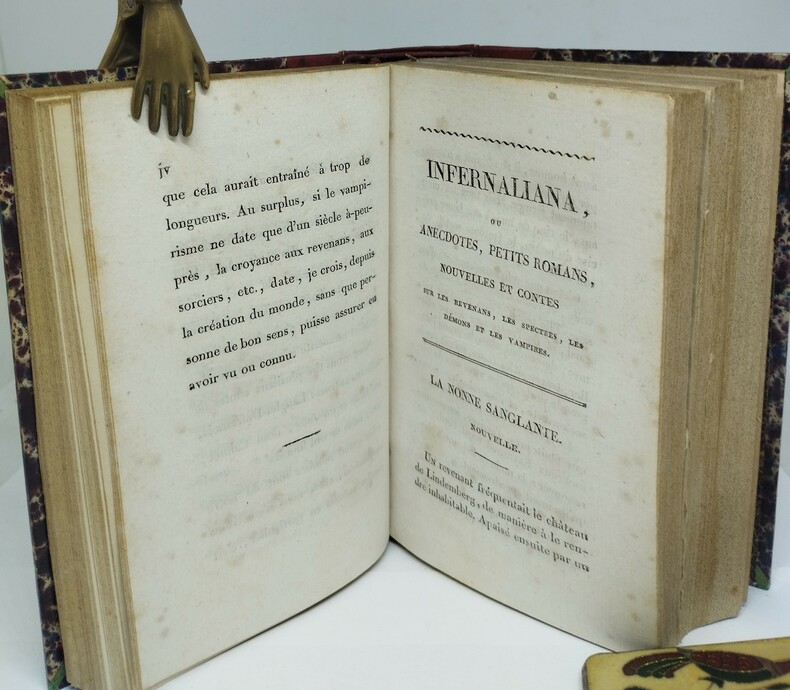 jv
que cela aurait entraîné à trop de
longueurs. Au surplus, si le vampi-
risme ne date que d'un siècle à-peu-
près, la croyance aux revenans, aux
sorciers, etc., date, je crois, depuis
la création du monde, sans que per-
sonne de bon sens, puisse assurer en
avoir vu ou connu.
INFERNALIANA,
OU
ANECDOTES, PETITS ROMANS,
NOUVELLES ET CONTES
SUR LES REVENANS, LES SPECTRES, LES
DÉMONS ET LES VAMPIRES.
LA NONNE SANGLANTE.
NOUVELLE.
Un revenant fréquentait le château
de Lindemberg, de manière à le ren-
dre inhabitable. Apaisé ensuite par un